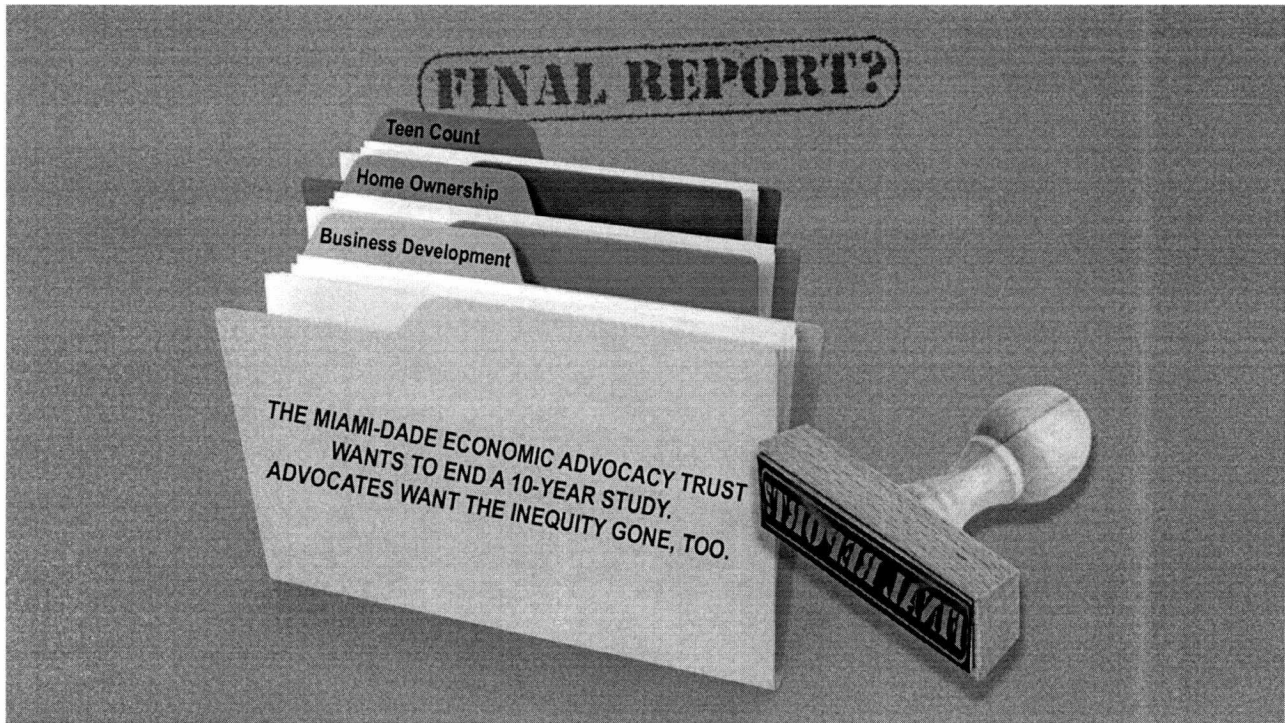 FINAL REPORT?
Teen Count
Home Ownership
Business Development
THE MIAMI-DADE ECONOMIC ADVOCACY TRUST
WANTS TO END A 10-YEAR STUDY.
ADVOCATES WANT THE INEQUITY GONE, TOO.
FINAL REPORT?